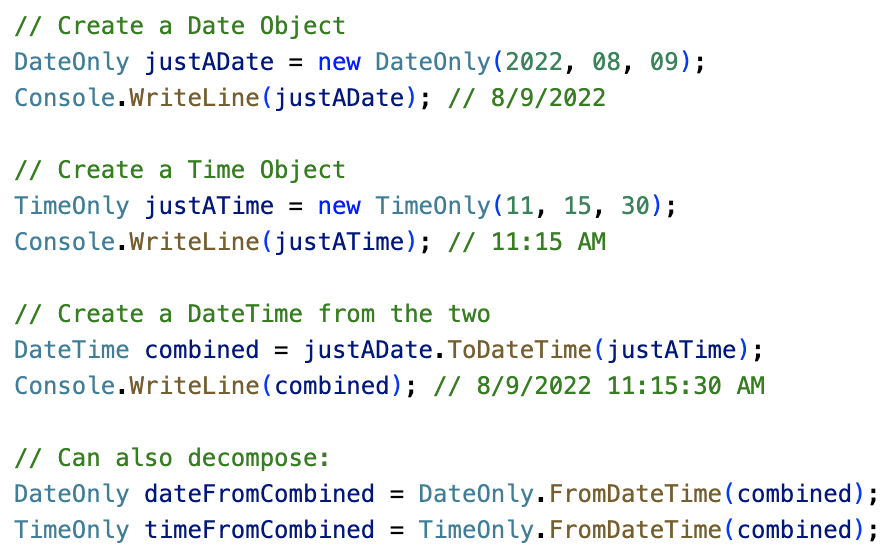 // Create a Date Object
DateOnly justADate = new DateOnly(2022, 08, 09);
Console.WriteLine(justADate); // 8/9/2022

// Create a Time Object
TimeOnly justATime = new TimeOnly(11, 15, 30);
Console.WriteLine(justATime); // 11:15 AM

// Create a DateTime from the two
DateTime combined = justADate.ToDateTime(justATime);
Console.WriteLine(combined); // 8/9/2022 11:15:30 AM

// Can also decompose:
DateOnly dateFromCombined = DateOnly.FromDateTime(combined);
TimeOnly timeFromCombined = TimeOnly.FromDateTime(combined);